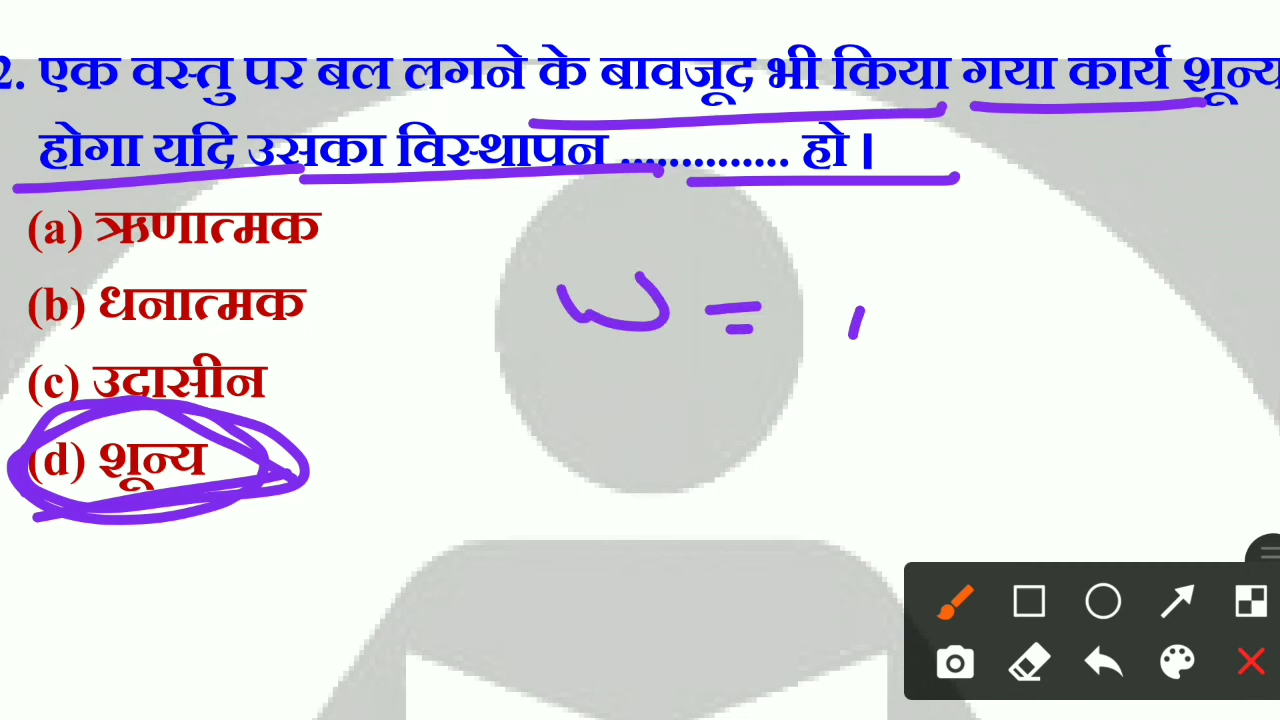 2. एक वस्तु पर बल लगने के बावजूद भी किया गया कार्य शून्य
होगा यदि उसका विस्थापन ............. हो ।
(a) ऋणात्मक
(b) धनात्मक
W =
(c) उदासीन
(d) शून्य